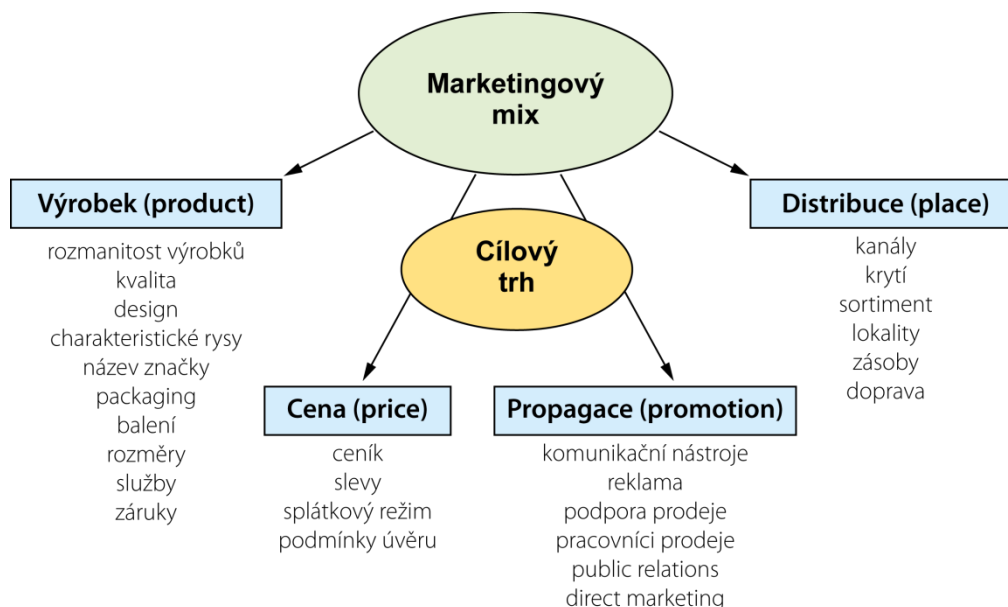 Marketingový
mix
Výrobek (product)
rozmanitost výrobků
kvalita
design
charakteristické rysy
název značky
packaging
balení
rozměry
služby
záruky
Cílový
trh
Cena (price)
ceník
slevy
splátkový režim
podmínky úvěru
Propagace (promotion)
komunikační nástroje
reklama
podpora prodeje
pracovníci prodeje
public relations
direct marketing
Distribuce (place)
kanály
krytí
sortiment
lokality
zásoby
doprava